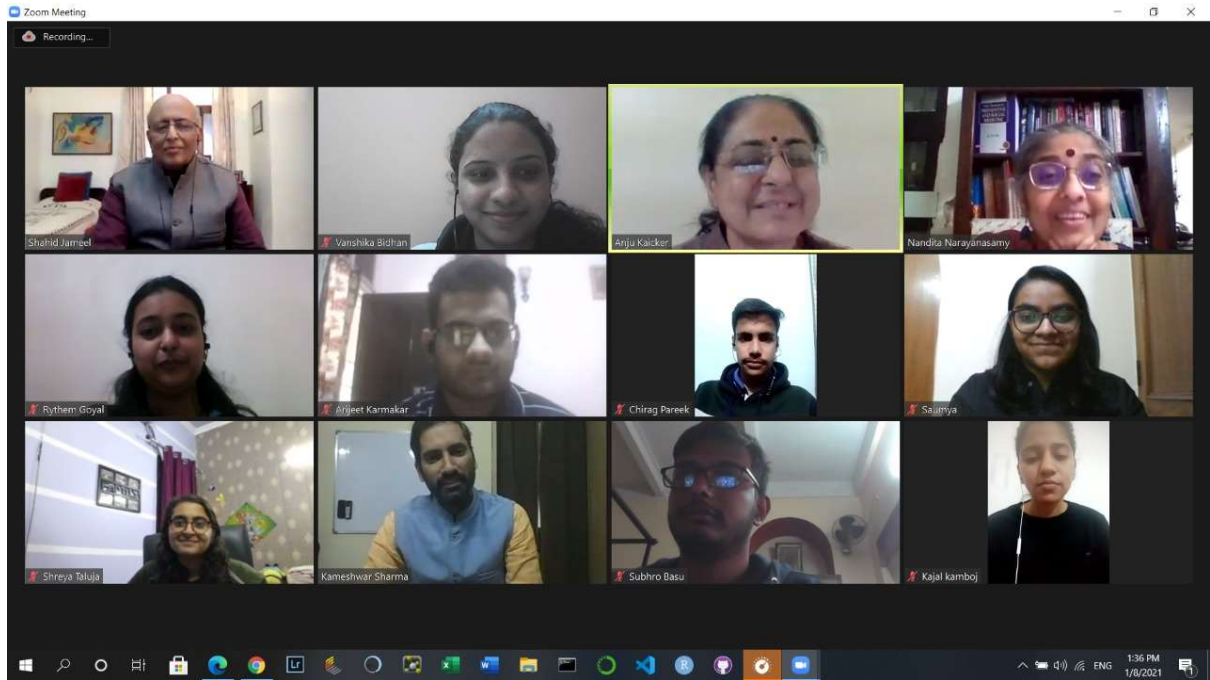 Zoom Meeting
Recording...
Shahid Jameel
Vanshika Bidhan
Anju Kaicker
Nandita Narayanasamy
Rythem Goyal
Arijeet Karmakar
Chirag Pareek
Saumya
Shreya Taluja
Kameshwar Sharma
Subhro Basu
Kajal kamboj
Lr
ENG
1:36 PM
1/8/2021